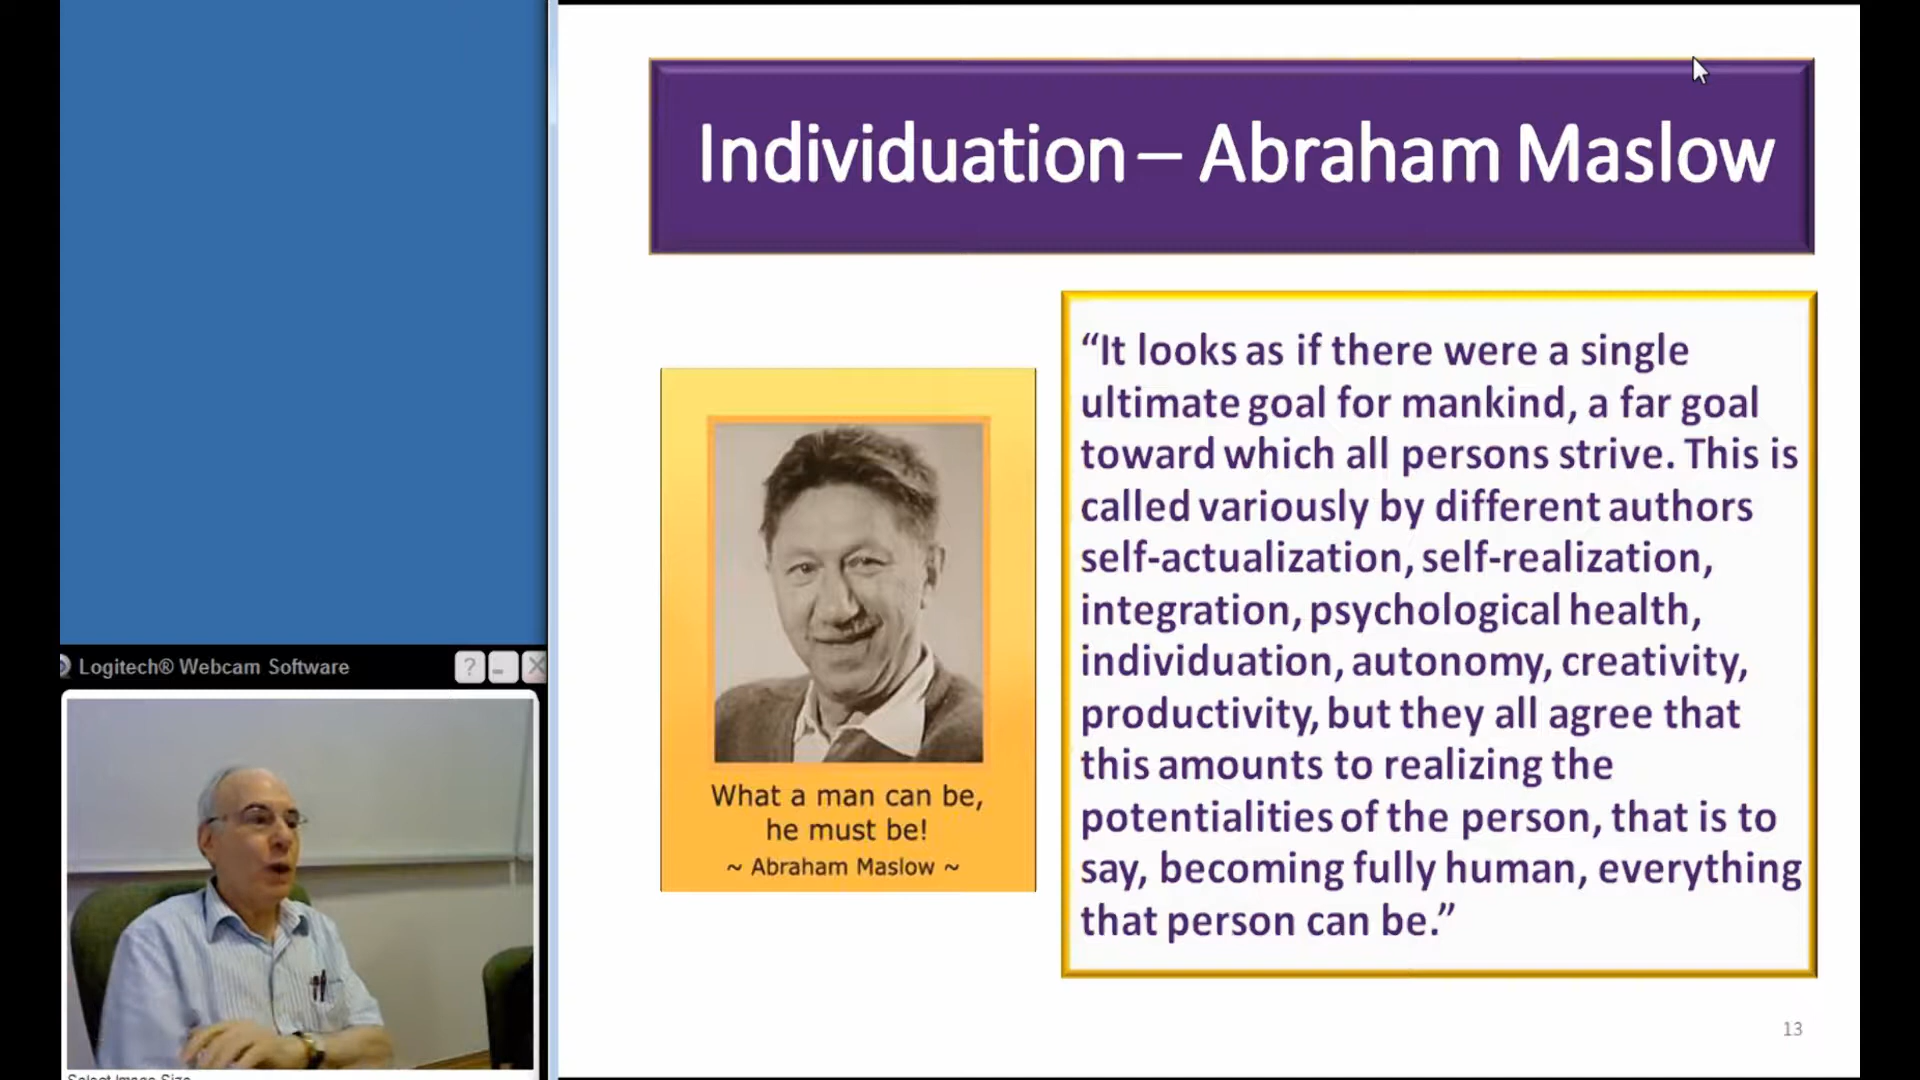 Individuation – Abraham Maslow
“It looks as if there were a single
ultimate goal for mankind, a far goal
toward which all persons strive. This is
called variously by different authors
self-actualization, self-realization,
integration, psychological health,
individuation, autonomy, creativity,
productivity, but they all agree that
this amounts to realizing the
potentialities of the person, that is to
say, becoming fully human, everything
that person can be.”
What a man can be,
he must be!
~ Abraham Maslow ~
13
Logitech® Webcam Software
Select Image Size